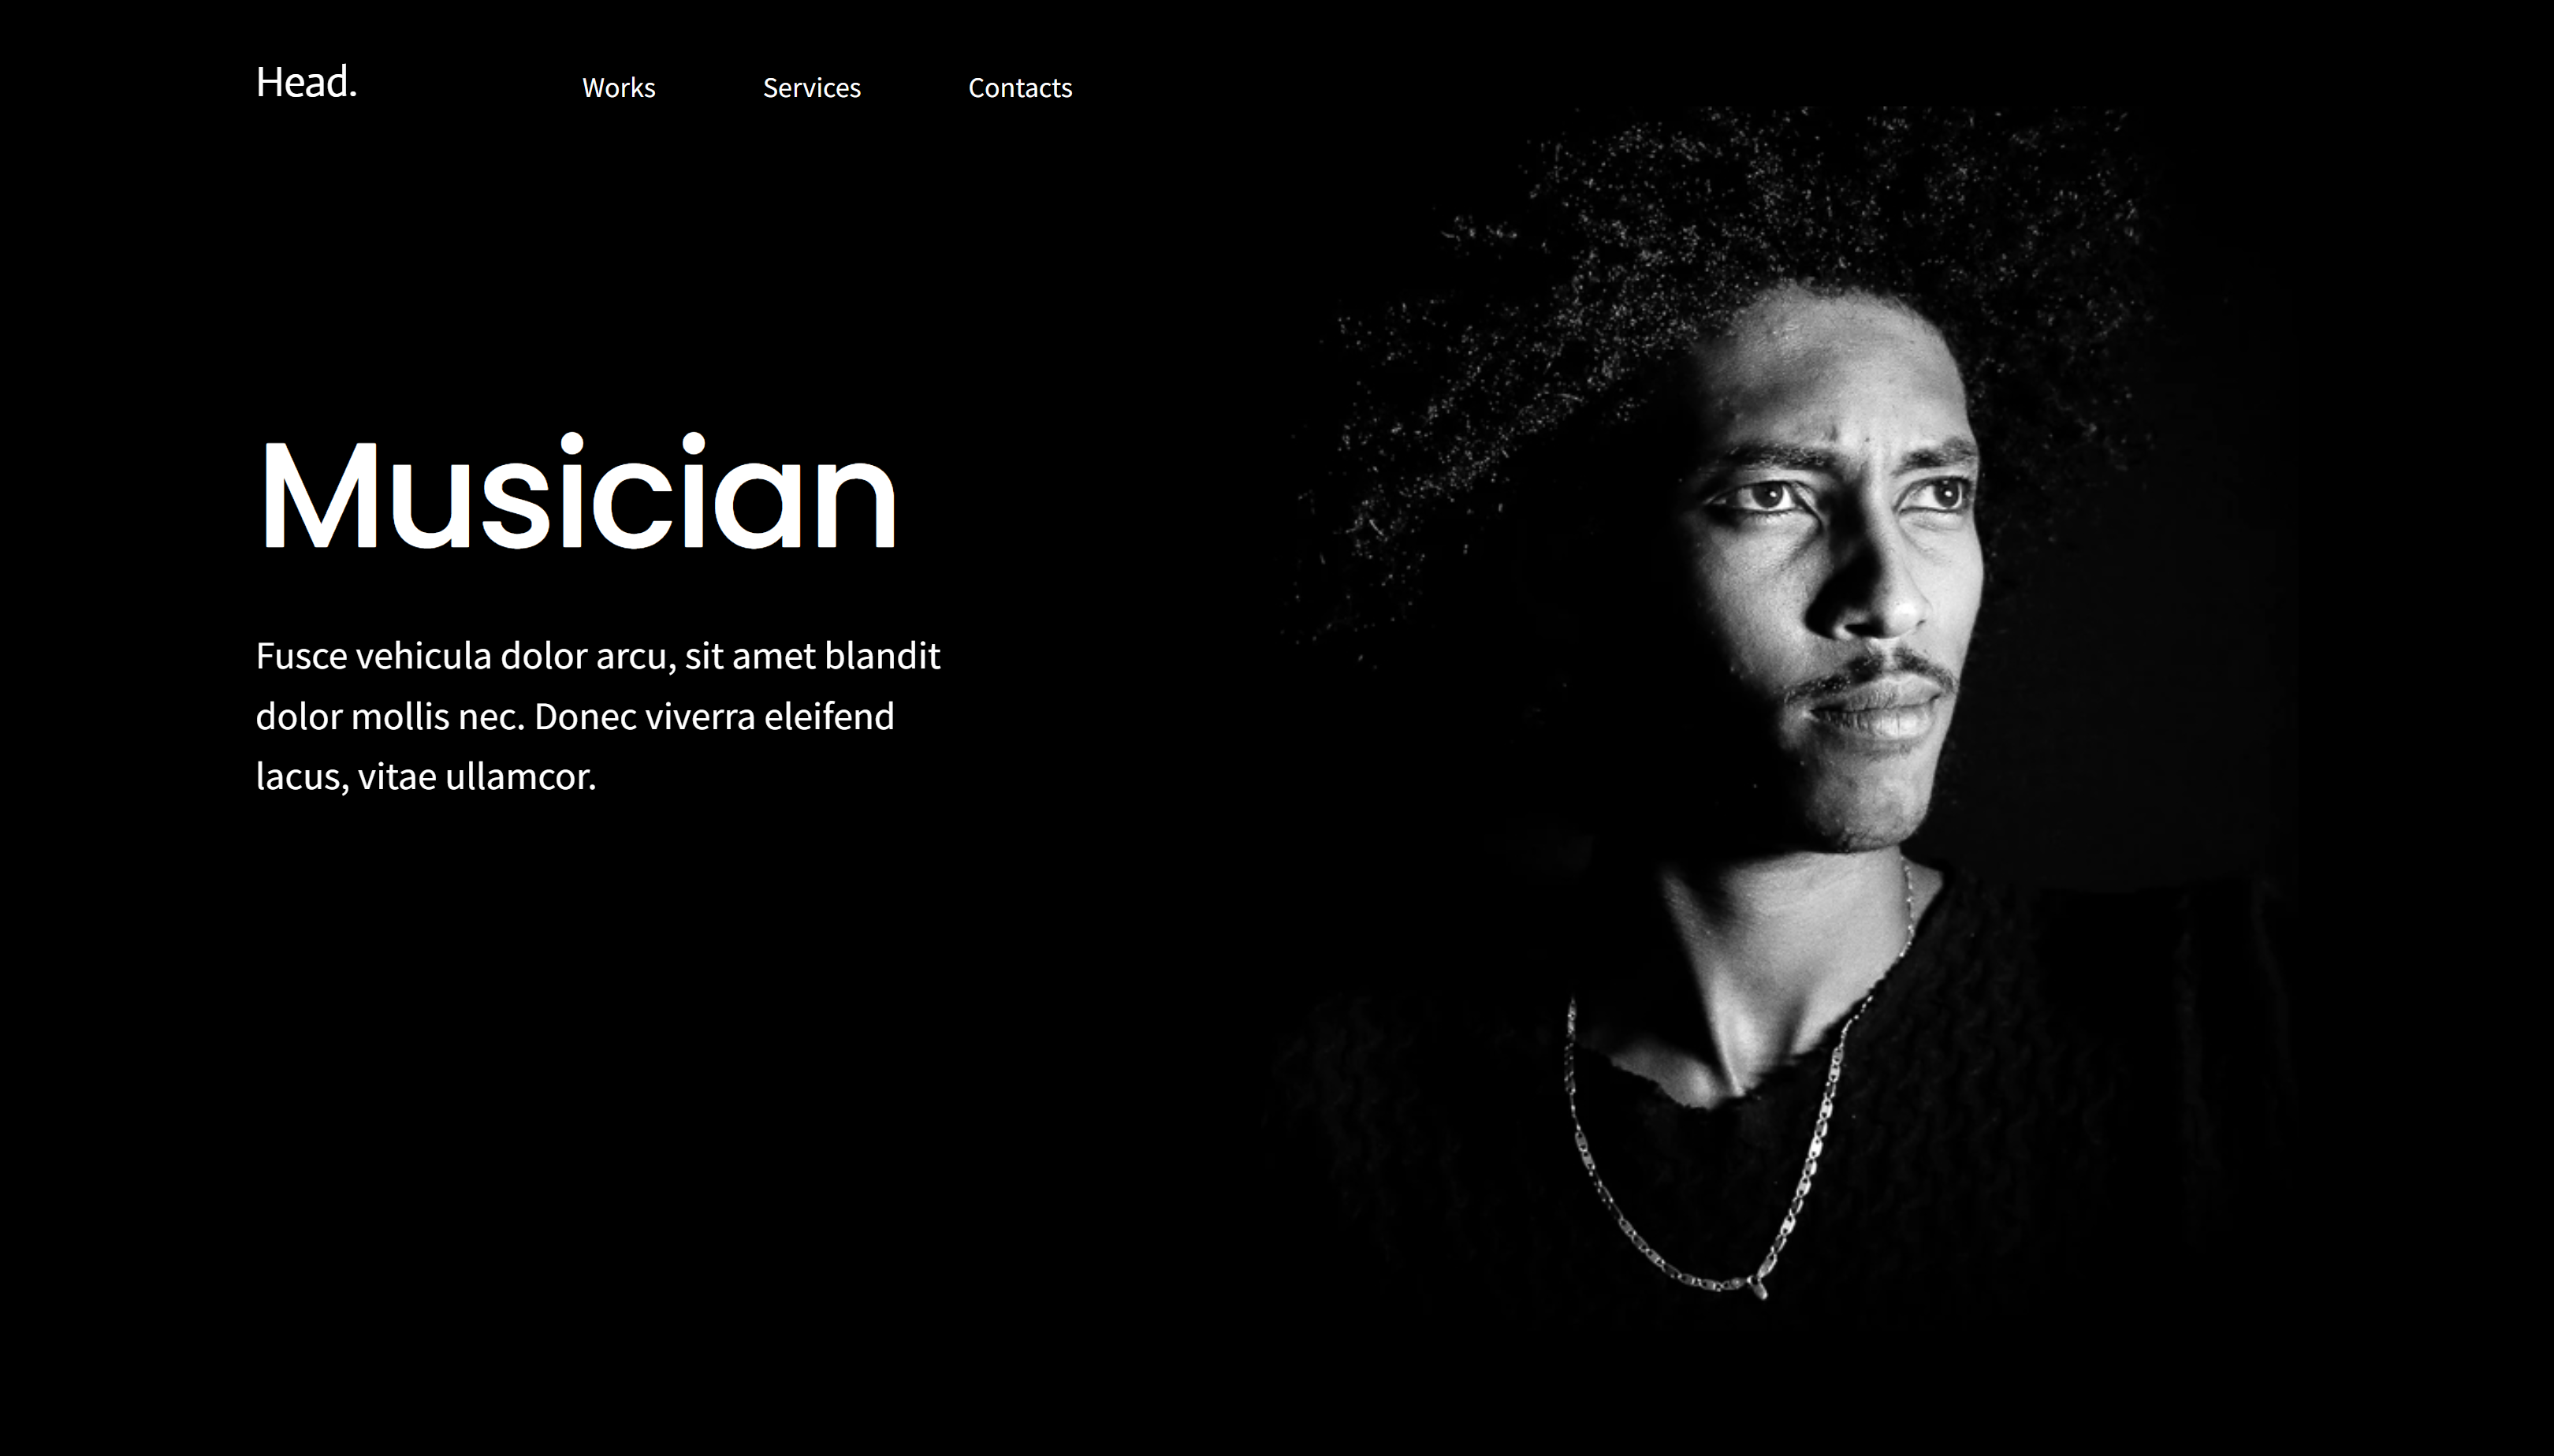 Head.
Works
Services
Contacts
Musician
Fusce vehicula dolor arcu, sit amet blandit
dolor mollis nec. Donec viverra eleifend
lacus, vitae ullamcor.